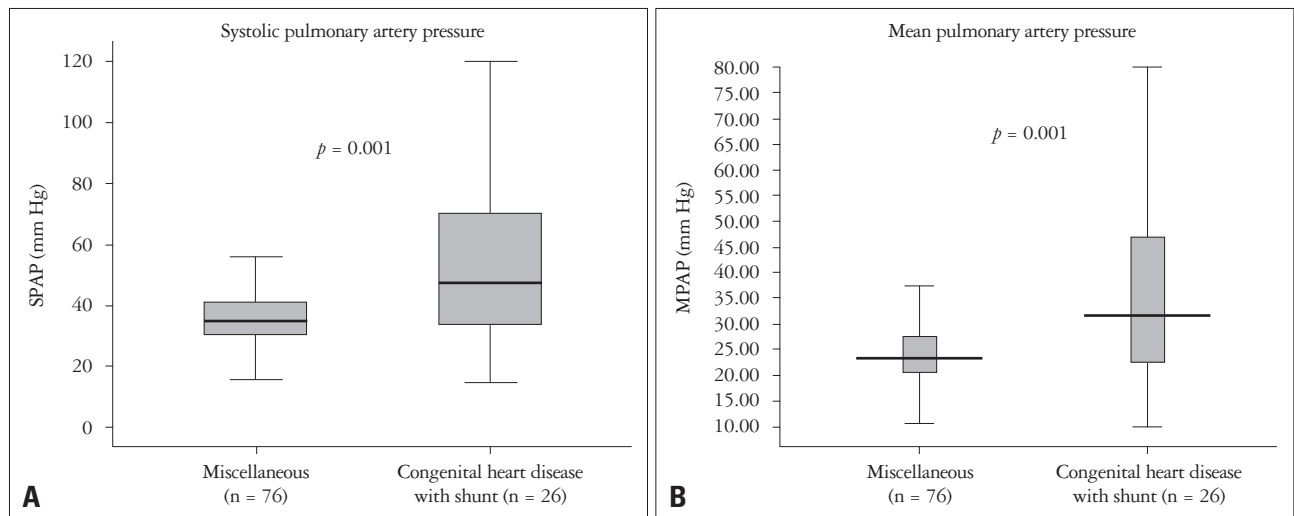 Systolic pulmonary artery pressure
120
100
80
60
40
20
0
SPAP (mm Hg)
p = 0.001
Miscellaneous
(n = 76)
Congenital heart disease
with shunt (n = 26)
A
Mean pulmonary artery pressure
80.00
75.00
70.00
65.00
60.00
55.00
50.00
45.00
40.00
35.00
30.00
25.00
20.00
15.00
10.00
MPAP (mm Hg)
p = 0.001
Miscellaneous
(n = 76)
Congenital heart disease
with shunt (n = 26)
B